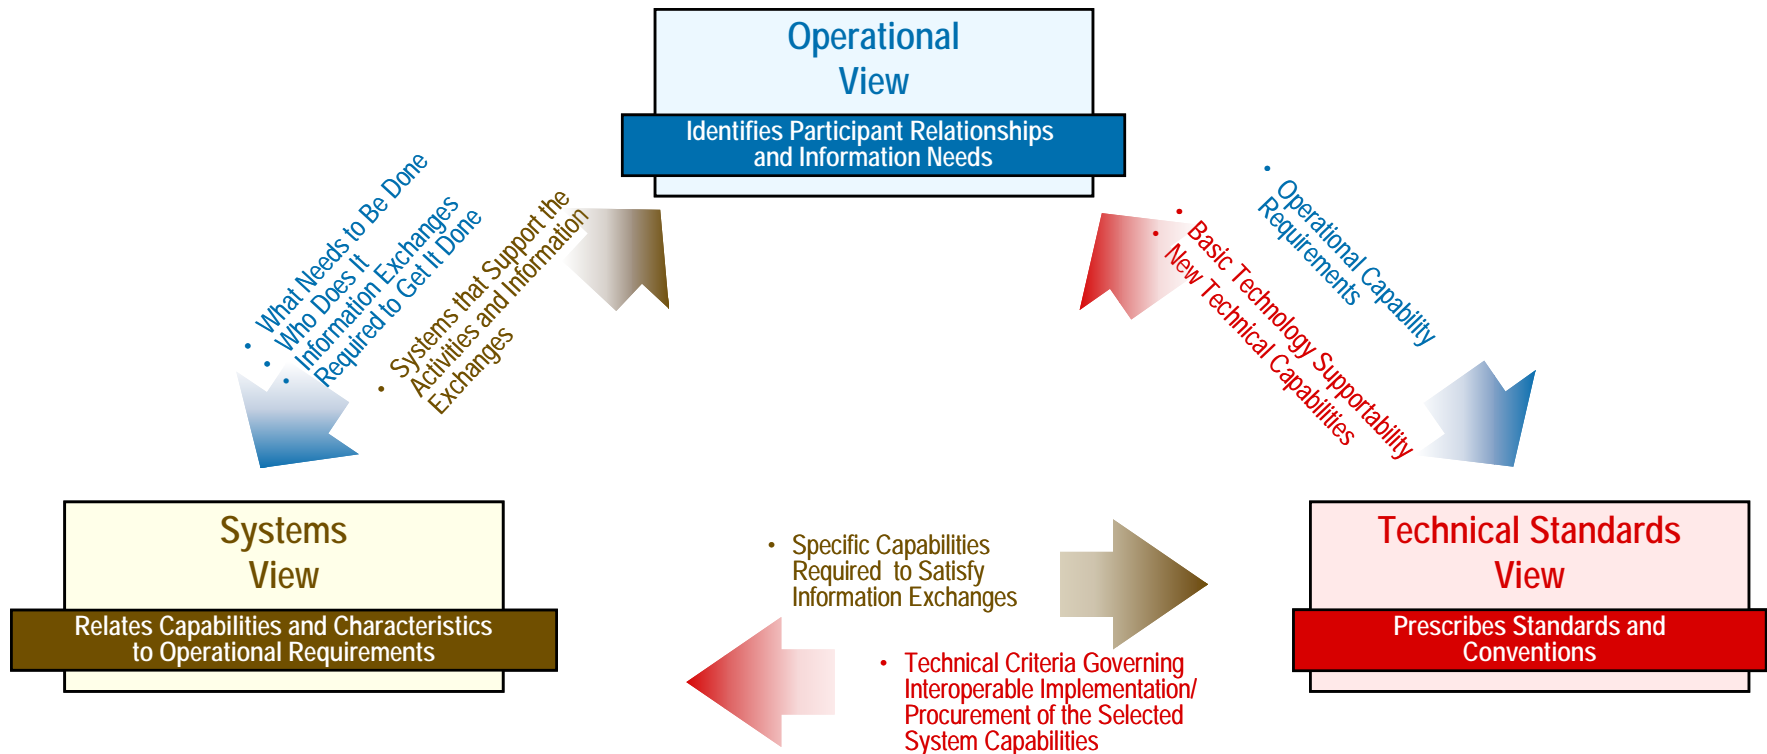 Operational
View
Identifies Participant Relationships
and Information Needs
• What Needs to Be Done
• Who Does It
• Information Exchanges
Required to Get It Done
• Systems that Support the
Activities and Information
Exchanges
• Operational Capability
Requirements
• Basic Technology Supportability
• New Technical Capabilities
Systems
View
Relates Capabilities and Characteristics
to Operational Requirements
• Specific Capabilities
Required to Satisfy
Information Exchanges
• Technical Criteria Governing
Interoperable Implementation/
Procurement of the Selected
System Capabilities
Technical Standards
View
Prescribes Standards and
Conventions